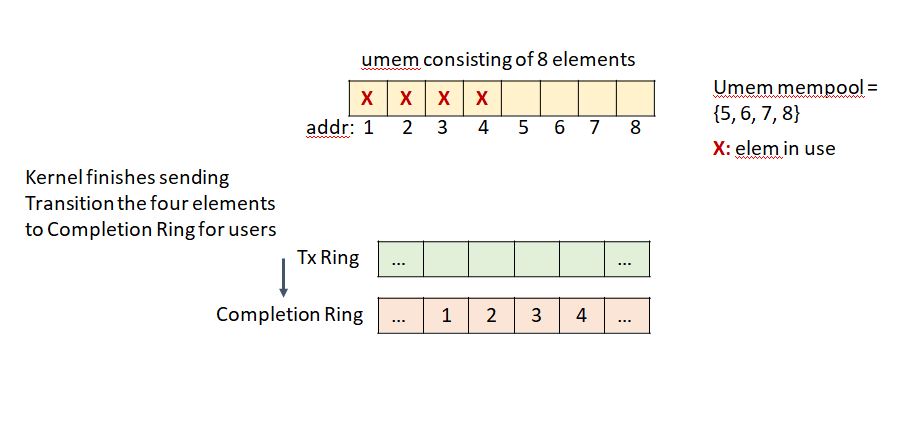 umem consisting of 8 elements
X X X X
addr: 1 2 3 4 5 6 7 8
Umem mempool =
{5, 6, 7, 8}
X: elem in use
Kernel finishes sending
Transition the four elements
to Completion Ring for users
Tx Ring ... ...
Completion Ring ... 1 2 3 4 ...